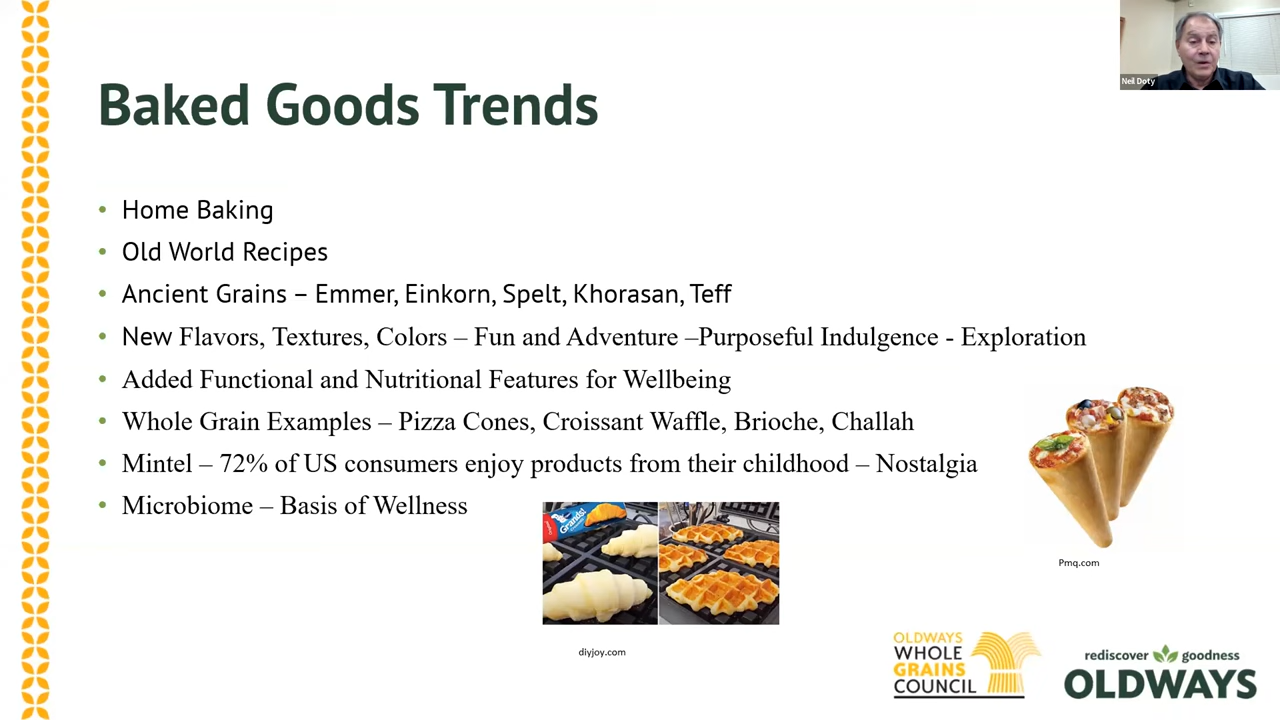 Neil Doty
Baked Goods Trends
• Home Baking
• Old World Recipes
• Ancient Grains – Emmer, Einkorn, Spelt, Khorasan, Teff
• New Flavors, Textures, Colors – Fun and Adventure –Purposeful Indulgence - Exploration
• Added Functional and Nutritional Features for Wellbeing
• Whole Grain Examples – Pizza Cones, Croissant Waffle, Brioche, Challah
• Mintel – 72% of US consumers enjoy products from their childhood – Nostalgia
• Microbiome – Basis of Wellness
Grands!
Pmq.com
diyjoy.com
OLDWAYS
WHOLE
GRAINS
COUNCIL
rediscover goodness
OLDWAYS